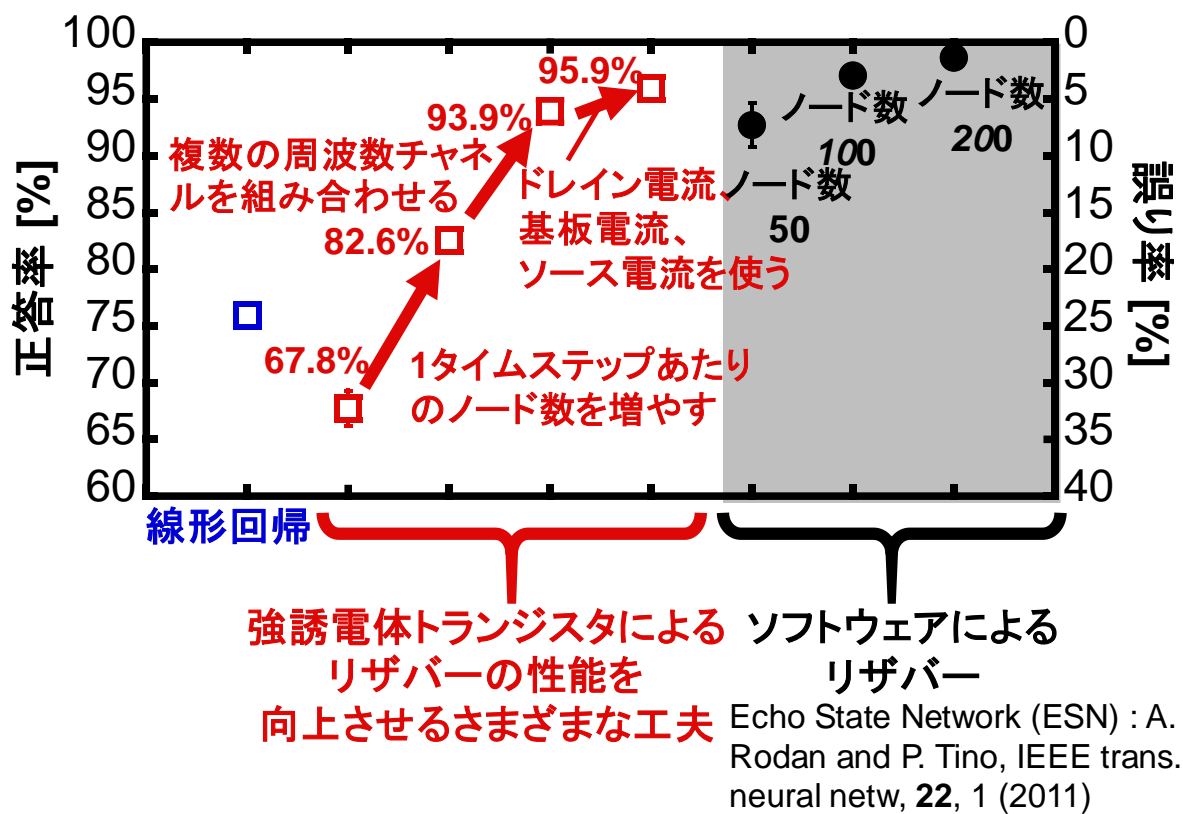 正答率 [%]
100
95
90
85
80
75
70
65
60
0
5
10
15
20
25
30
35
40
誤り率 [%]
67.8%
82.6%
93.9%
95.9%
複数の周波数チャネ
ルを組み合わせる
1タイムステップあたり
のノード数を増やす
ドレイン電流、
基板電流、
ソース電流を使う
ノード数
50
ノード数
100
ノード数
200
線形回帰
強誘電体トランジスタによる
リザバーの性能を
向上させるさまざまな工夫
ソフトウェアによる
リザバー
Echo State Network (ESN) : A.
Rodan and P. Tino, IEEE trans.
neural netw, 22, 1 (2011)